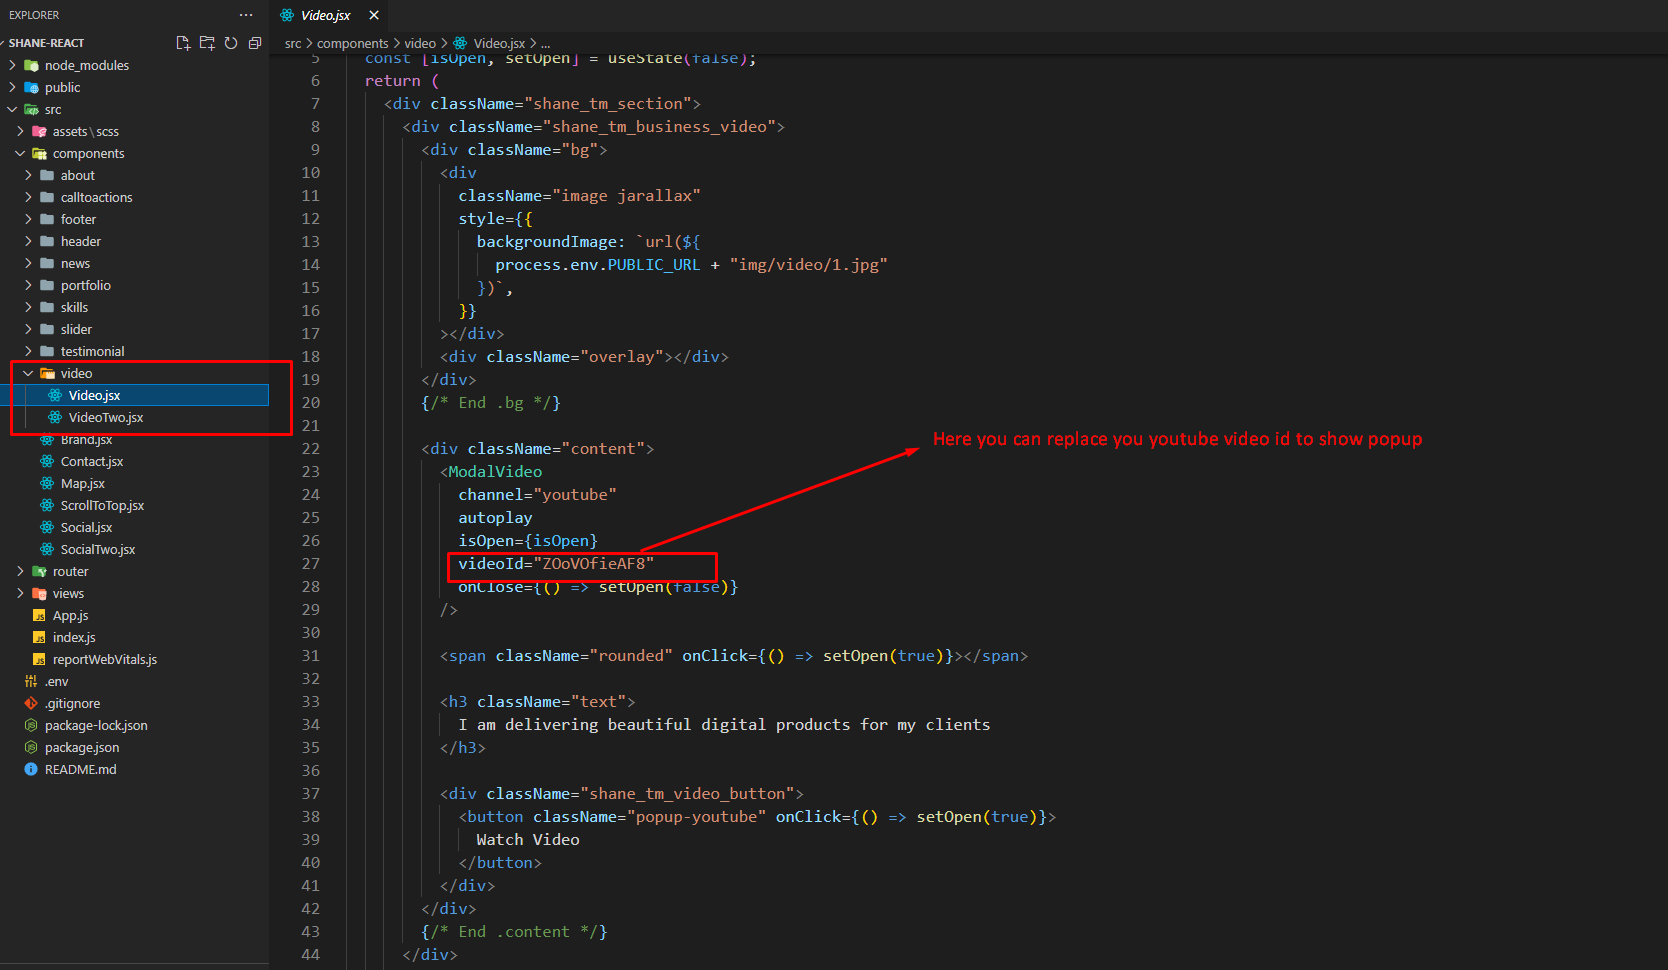 EXPLORER
...
SHANE-REACT
node_modules
public
src
assets\scss
components
about
calltoactions
footer
header
news
portfolio
skills
slider
testimonial
video
Video.jsx
VideoTwo.jsx
Brand.jsx
Contact.jsx
Map.jsx
ScrollToTop.jsx
Social.jsx
SocialTwo.jsx
router
views
JS App.js
JS index.js
JS reportWebVitals.js
.env
.gitignore
package-lock.json
package.json
README.md
Video.jsx
src > components > video > Video.jsx > ...
5 const [isOpen, setOpen] = useState(false);
6 return (
7 <div className="shane_tm_section">
8 <div className="shane_tm_business_video">
9 <div className="bg">
10 <div
11 className="image jarallax"
12 style={{
13 backgroundImage: `url(${
14 process.env.PUBLIC_URL + "img/video/1.jpg"
15 })`,
16 }}
17 ></div>
18 <div className="overlay"></div>
19 </div>
20 {/* End .bg */}
21
22 <div className="content">
23 <ModalVideo
24 channel="youtube"
25 autoplay
26 isOpen={isOpen}
27 videoId="ZOoVOfieAF8"
28 onClose={() => setOpen(false)}
29 />
30
31 <span className="rounded" onClick={() => setOpen(true)}></span>
32
33 <h3 className="text">
34 I am delivering beautiful digital products for my clients
35 </h3>
36
37 <div className="shane_tm_video_button">
38 <button className="popup-youtube" onClick={() => setOpen(true)}>
39 Watch Video
40 </button>
41 </div>
42 </div>
43 {/* End .content */}
44 </div>
Here you can replace you youtube video id to show popup